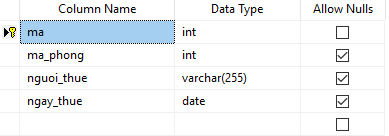 Column Name Data Type Allow Nulls
ma int
ma_phong int
nguoi_thue varchar(255)
ngay_thue date